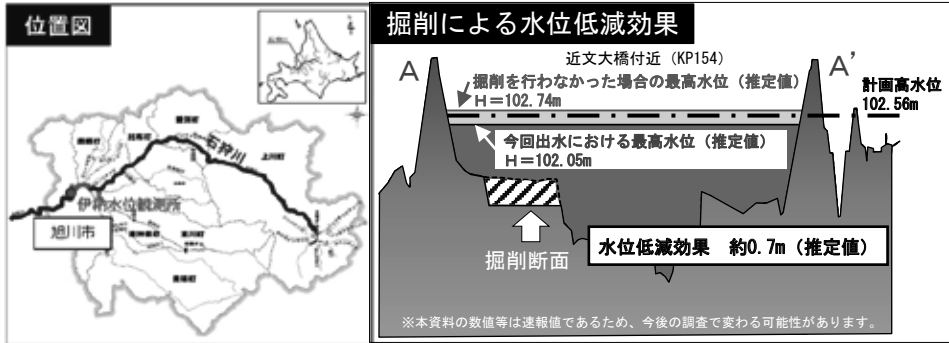 位置図
石狩川
上川町
伊納水位観測所
旭川市
東川町
掘削による水位低減効果
近文大橋付近（KP154）
A
A'
掘削を行わなかった場合の最高水位（推定値）
H＝102.74m
計画高水位
102.56m
今回出水における最高水位（推定値）
H＝102.05m
水位低減効果　約0.7m（推定値）
掘削断面
※本資料の数値等は速報値であるため、今後の調査で変わる可能性があります。